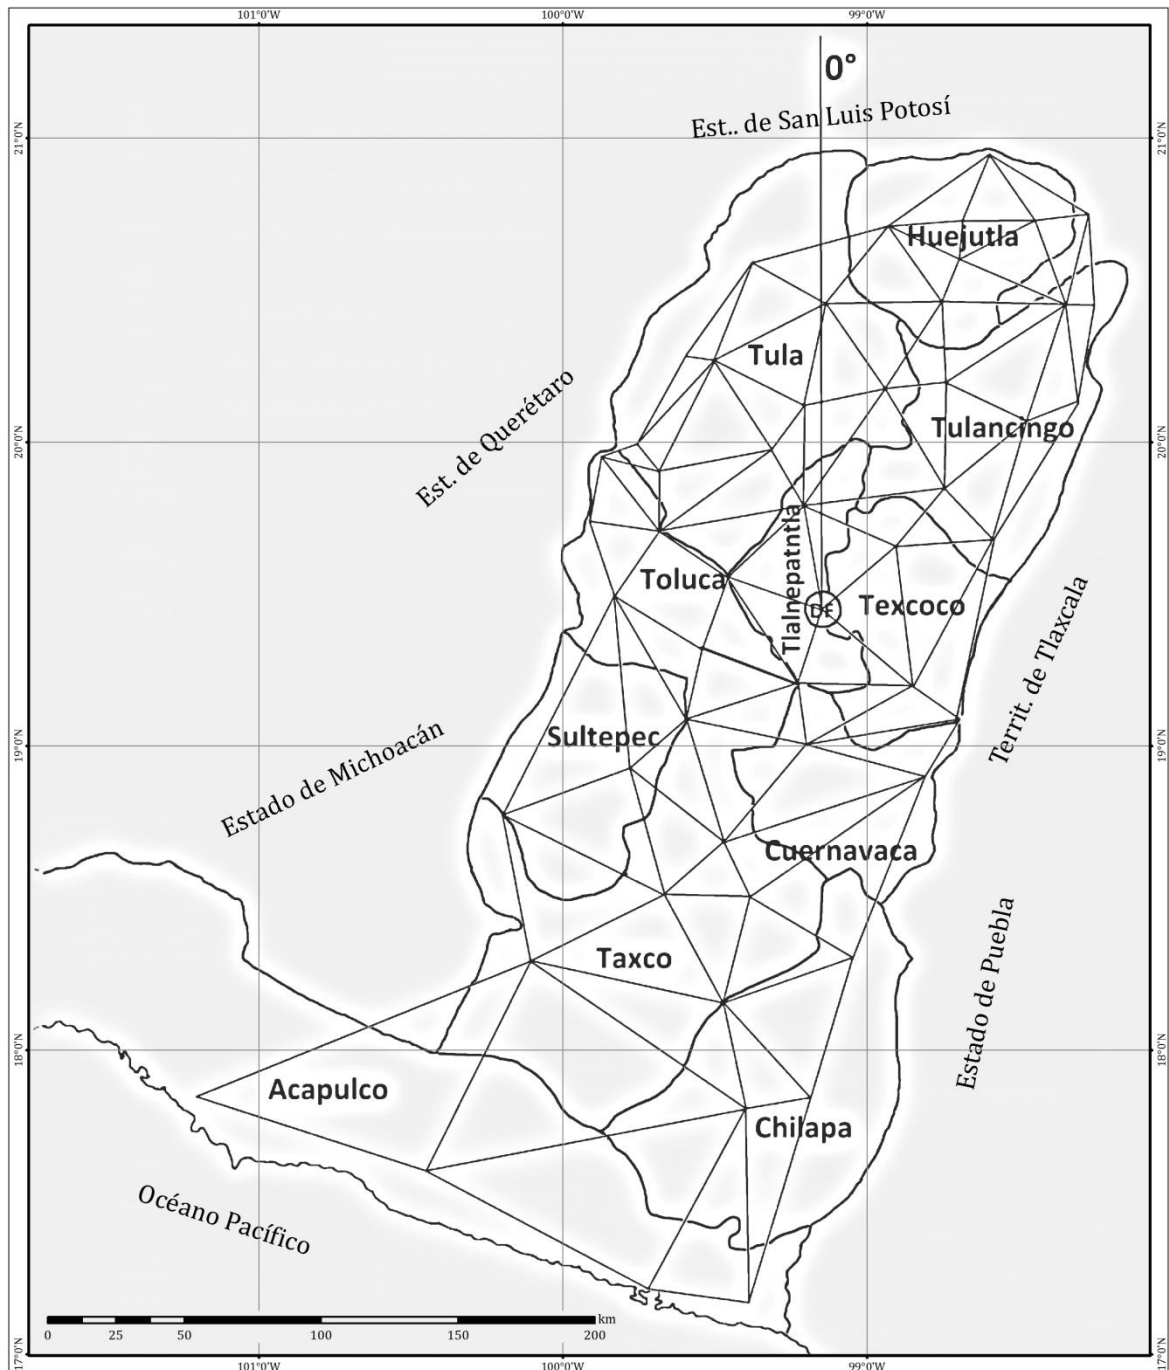 101°0'W
100°0'W
99°0'W
0°
Est.. de San Luis Potosí
21°0'N
21°0'N
Huejutla
Tula
Est. de Querétaro
Tulancingo
20°0'N
20°0'N
Toluca
Tlalnepatntla
DF
Texcoco
Territ. de Tlaxcala
Sultepec
Estado de Michoacán
19°0'N
19°0'N
Cuernavaca
Taxco
Estado de Puebla
18°0'N
18°0'N
Acapulco
Chilapa
Océano Pacífico
km
0 25 50 100 150 200
17°0'N
17°0'N
101°0'W
100°0'W
99°0'W